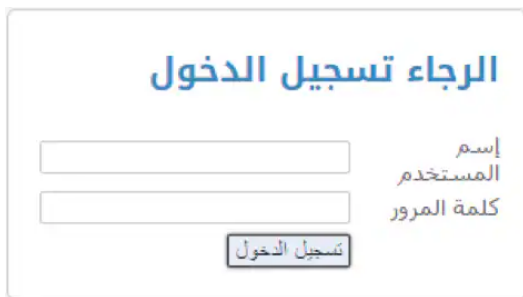 الرجاء تسجيل الدخول
إسم
المستخدم
كلمة المرور
تسجيل الدخول